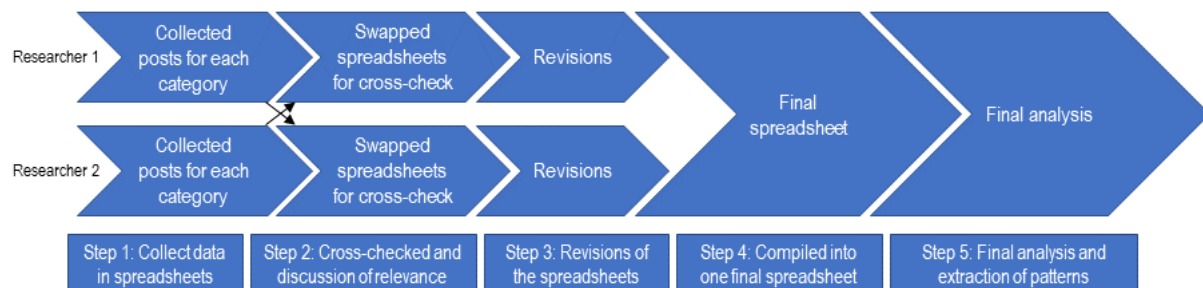 Researcher 1
Collected
posts for each
category
Swapped
spreadsheets
for cross-check
Revisions
Final
spreadsheet
Final analysis
Researcher 2
Collected
posts for each
category
Swapped
spreadsheets
for cross-check
Revisions
Step 1: Collect data
in spreadsheets
Step 2: Cross-checked and
discussion of relevance
Step 3: Revisions of
the spreadsheets
Step 4: Compiled into
one final spreadsheet
Step 5: Final analysis and
extraction of patterns